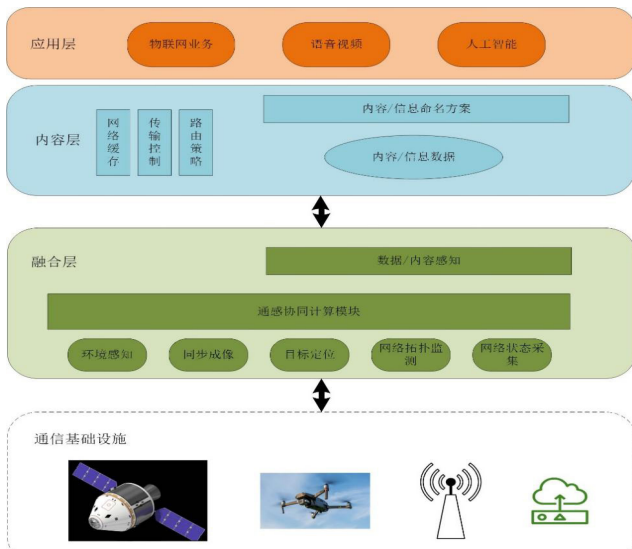 应用层
物联网业务
语音视频
人工智能
内容层
网络缓存
传输控制
路由策略
内容/信息命名方案
内容/信息数据
融合层
数据/内容感知
通感协同计算模块
环境感知
同步成像
目标定位
网络拓扑监
测
网络状态采
集
通信基础设施